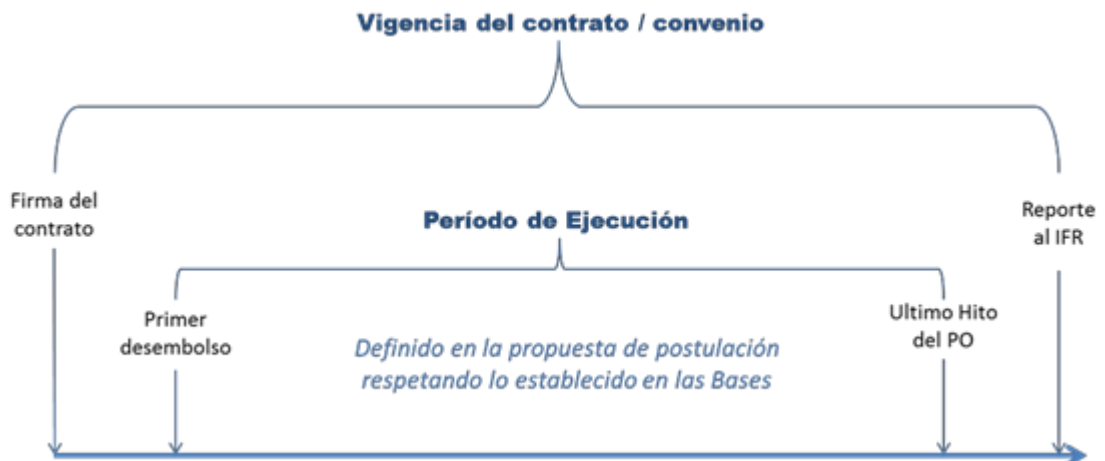 Vigencia del contrato / convenio
Firma del
contrato
Período de Ejecución
Reporte
al IFR
Primer
desembolso
Definido en la propuesta de postulación
respetando lo establecido en las Bases
Ultimo Hito
del PO